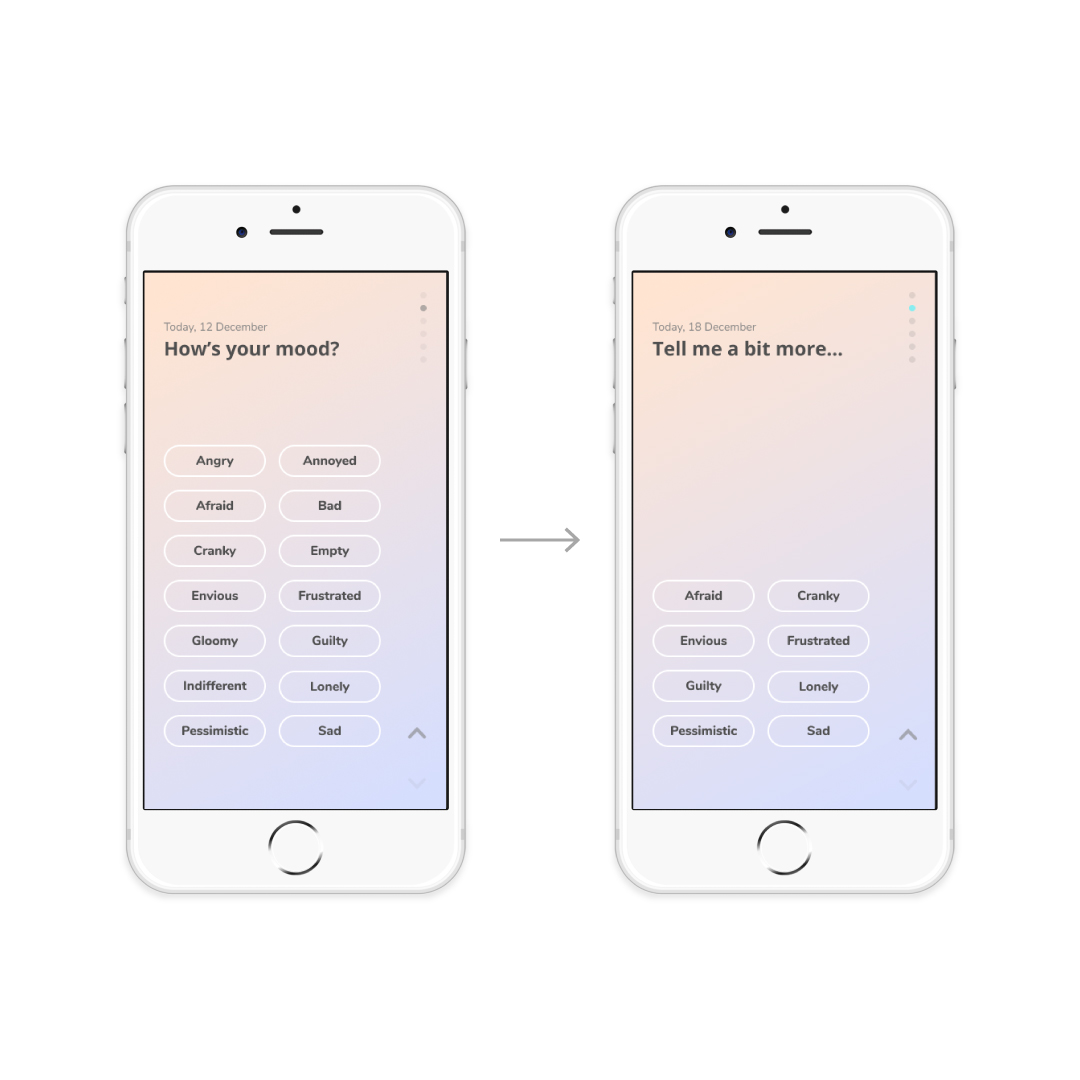 Today, 12 December
How's your mood?
Angry Annoyed
Afraid Bad
Cranky Empty
Envious Frustrated
Gloomy Guilty
Indifferent Lonely
Pessimistic Sad
Today, 18 December
Tell me a bit more...
Afraid Cranky
Envious Frustrated
Guilty Lonely
Pessimistic Sad